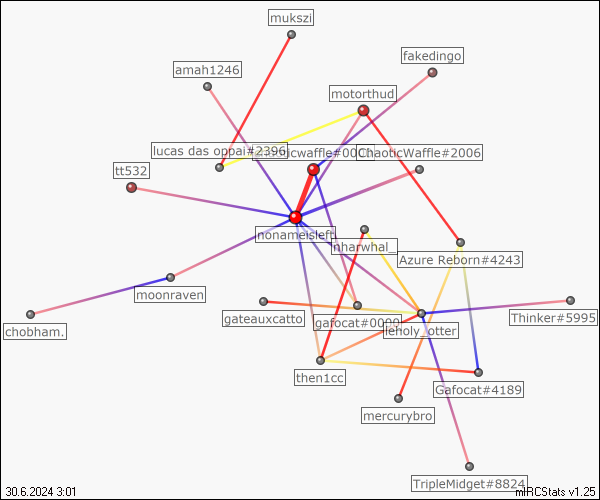 mukszi
fakedingo
amah1246
motorthud
lucas das oppai#2396
ChaoticWaffle#2006
tt532
nonameisleft
nharwhal_
Azure Reborn#4243
moonraven
gateauxcatto
gafocat#0000
Thinker#5995
chobham.
leholy_otter
then1cc
Gafocat#4189
mercurybro
TripleMidget#8824
30.6.2024 3:01
mIRCStats v1.25